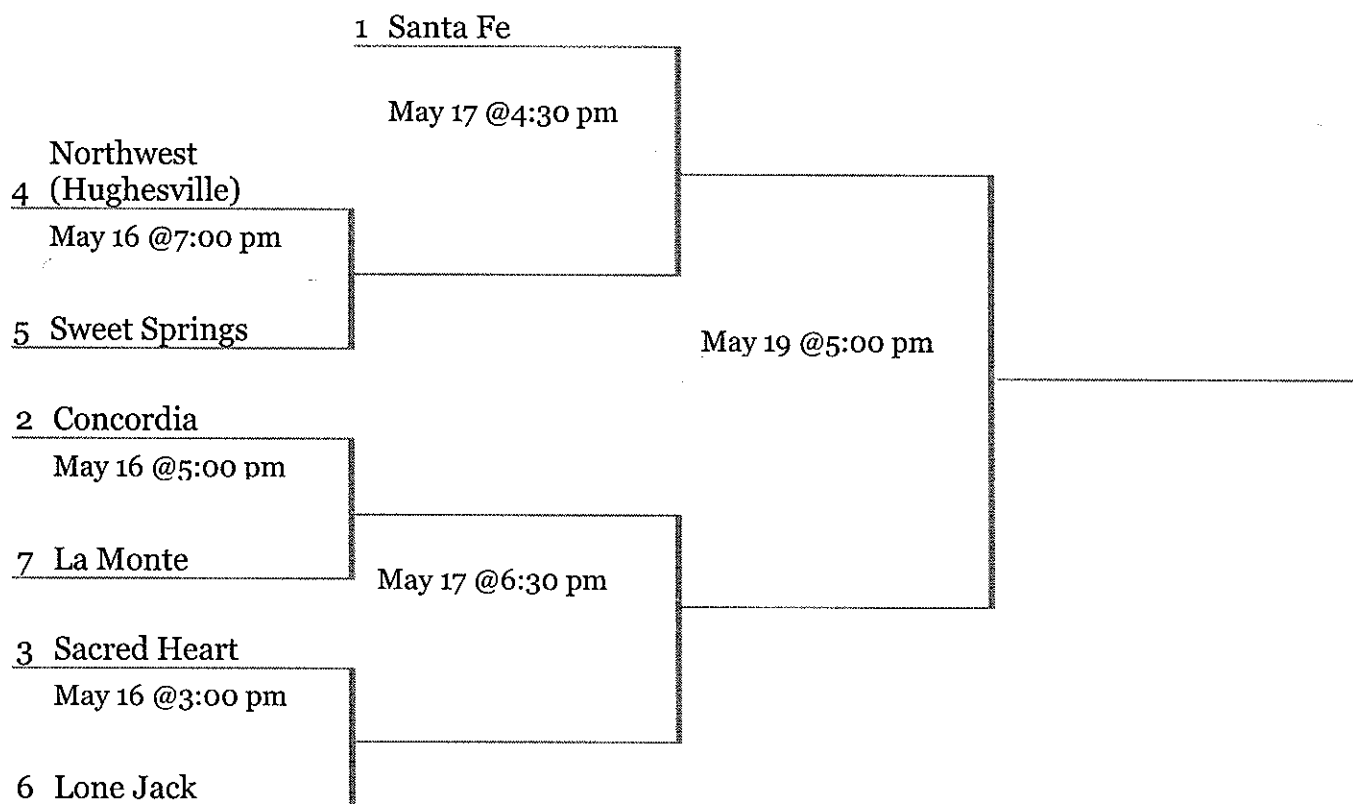 1 Santa Fe
May 17 @4:30 pm
Northwest
4 (Hughesville)
May 16 @7:00 pm
5 Sweet Springs
May 19 @5:00 pm
2 Concordia
May 16 @5:00 pm
7 La Monte
May 17 @6:30 pm
3 Sacred Heart
May 16 @3:00 pm
6 Lone Jack